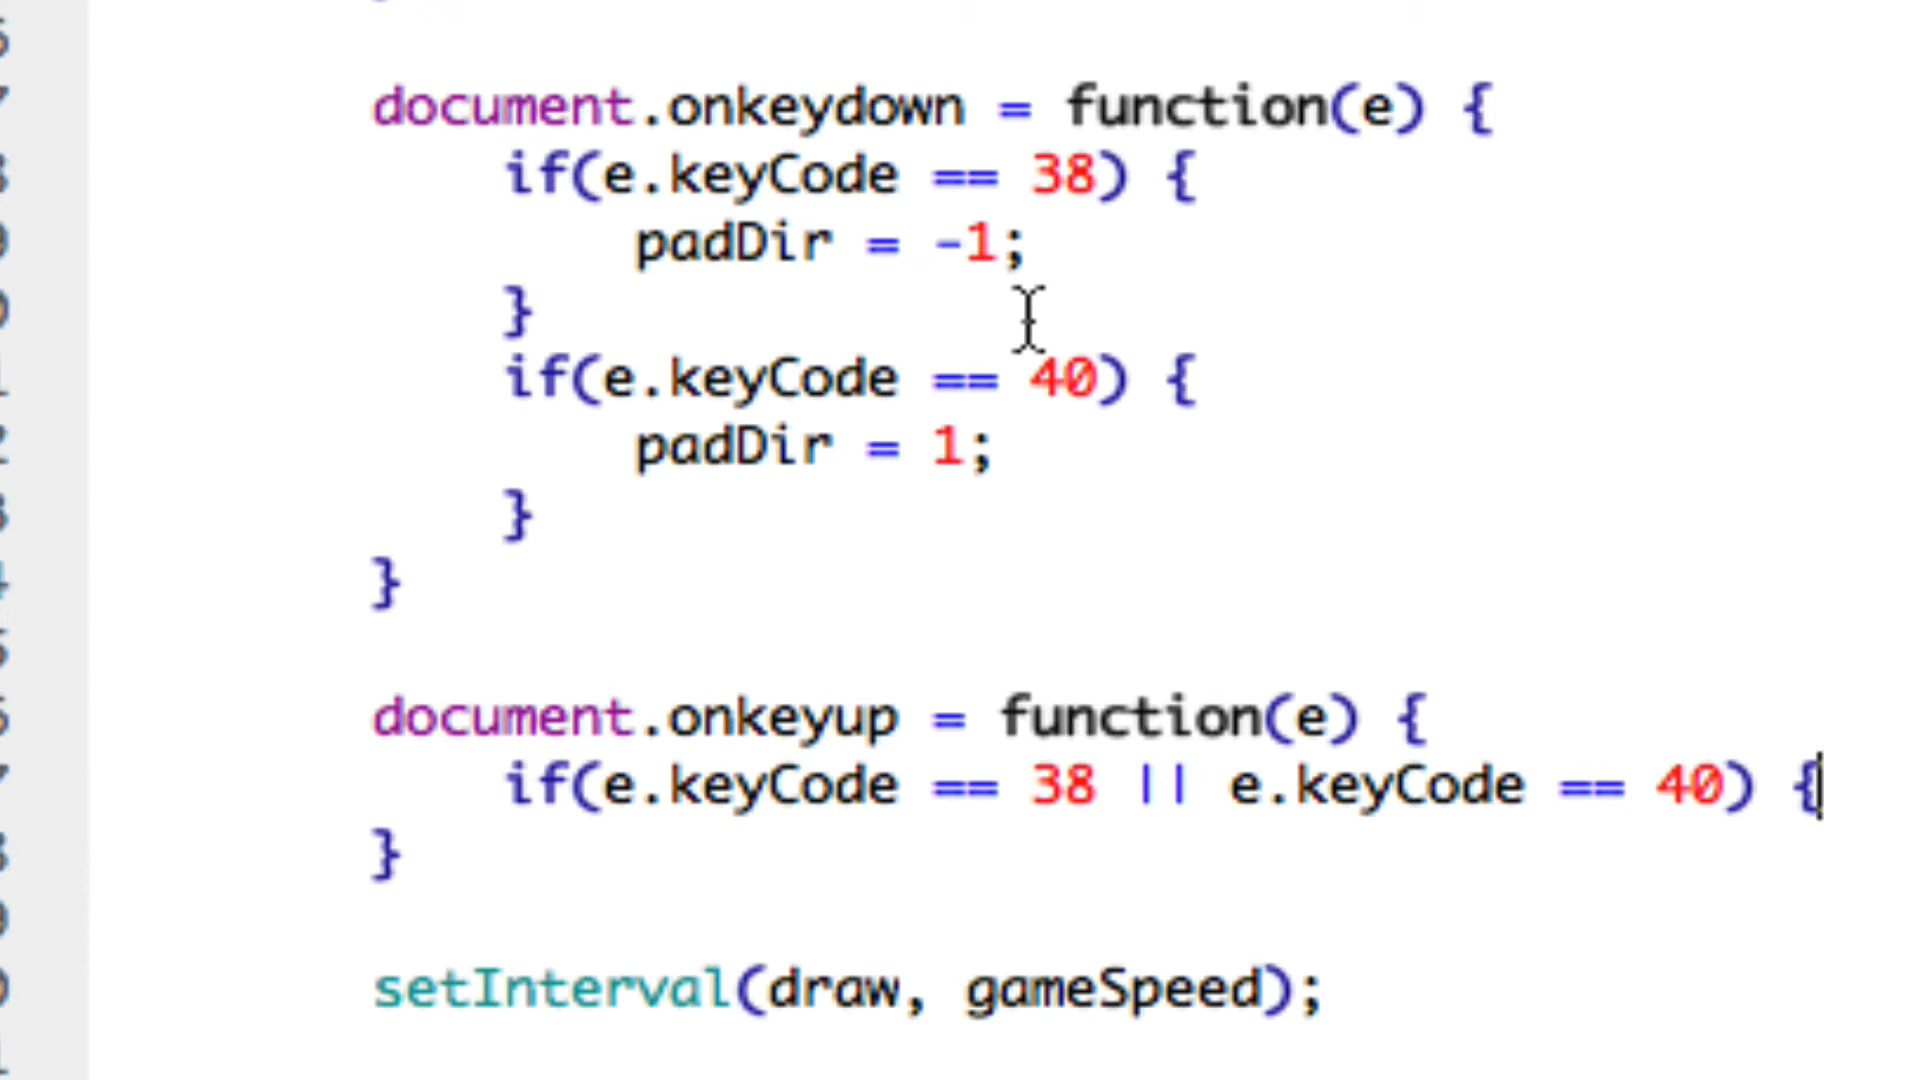 document.onkeydown = function(e) {
if(e.keyCode == 38) {
padDir = -1;
}
if(e.keyCode == 40) {
padDir = 1;
}
}
document.onkeyup = function(e) {
if(e.keyCode == 38 || e.keyCode == 40) {
}
setInterval(draw, gameSpeed);